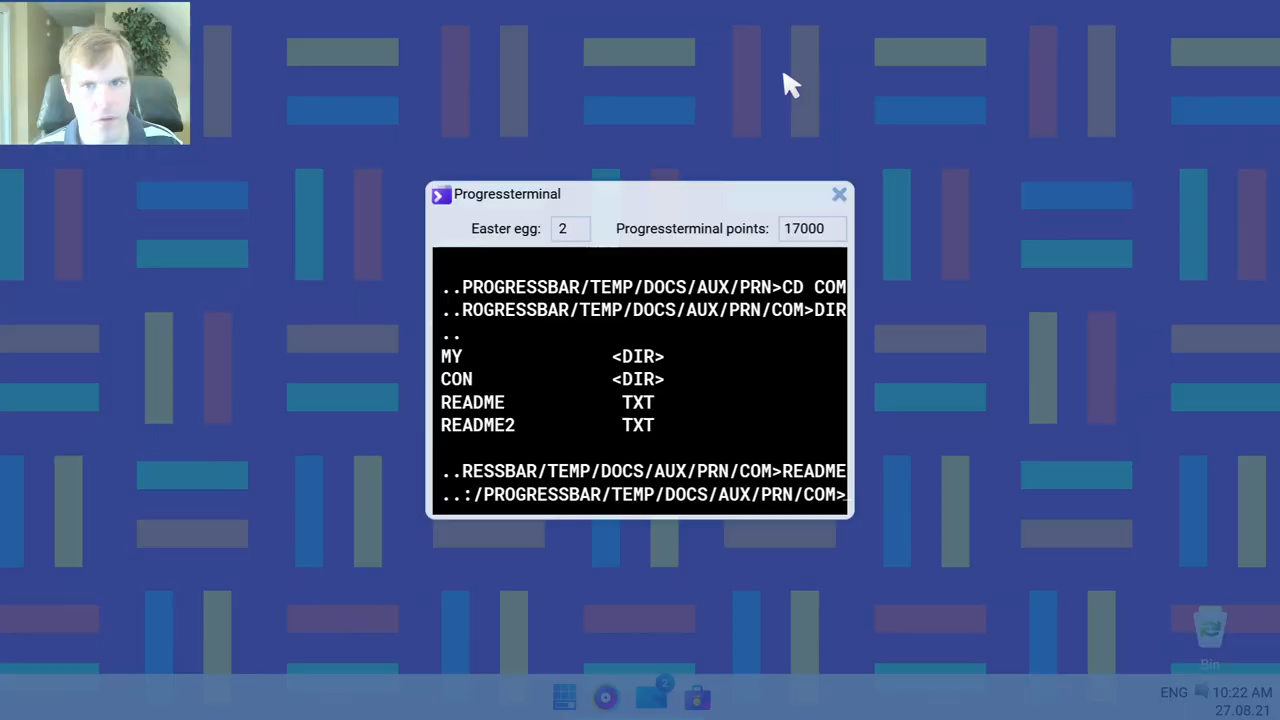 Progressterminal
Easter egg: 2 Progressterminal points: 17000
..PROGRESSBAR/TEMP/DOCS/AUX/PRN>CD COM
..ROGRESSBAR/TEMP/DOCS/AUX/PRN/COM>DIR
..
MY <DIR>
CON <DIR>
README TXT
README2 TXT
..RESSBAR/TEMP/DOCS/AUX/PRN/COM>README
..:/PROGRESSBAR/TEMP/DOCS/AUX/PRN/COM>_
Bin
2
ENG 10:22 AM
27.08.21